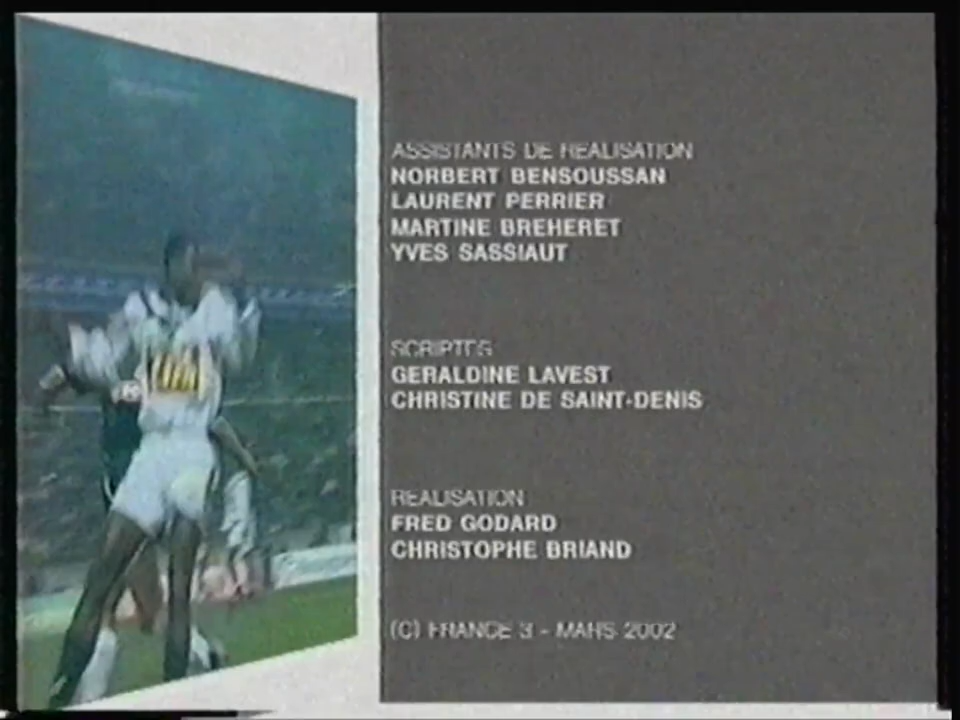 ASSISTANTS DE REALISATION
NORBERT BENSOUSSAN
LAURENT PERRIER
MARTINE BREHERET
YVES SASSIAUT
SCRIPTES
GERALDINE LAVEST
CHRISTINE DE SAINT-DENIS
REALISATION
FRED GODARD
CHRISTOPHE BRIAND
(C) FRANCE 3 - MARS 2002